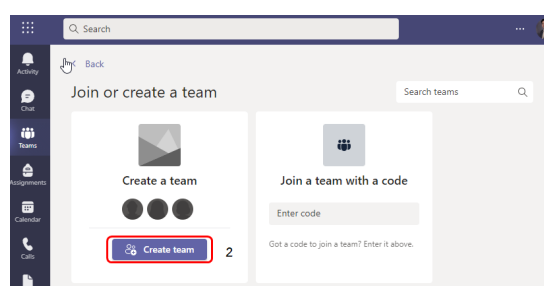 Search
Activity
Back
Join or create a team
Search teams
Chat
Teams
Create a team
Join a team with a code
Assignments
Enter code
Calendar
Create team
2
Got a code to join a team? Enter it above.
Calls